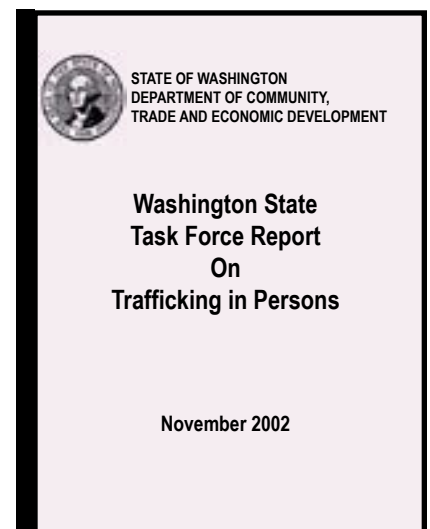 STATE OF WASHINGTON
DEPARTMENT OF COMMUNITY,
TRADE AND ECONOMIC DEVELOPMENT
Washington State
Task Force Report
On
Trafficking in Persons
November 2002